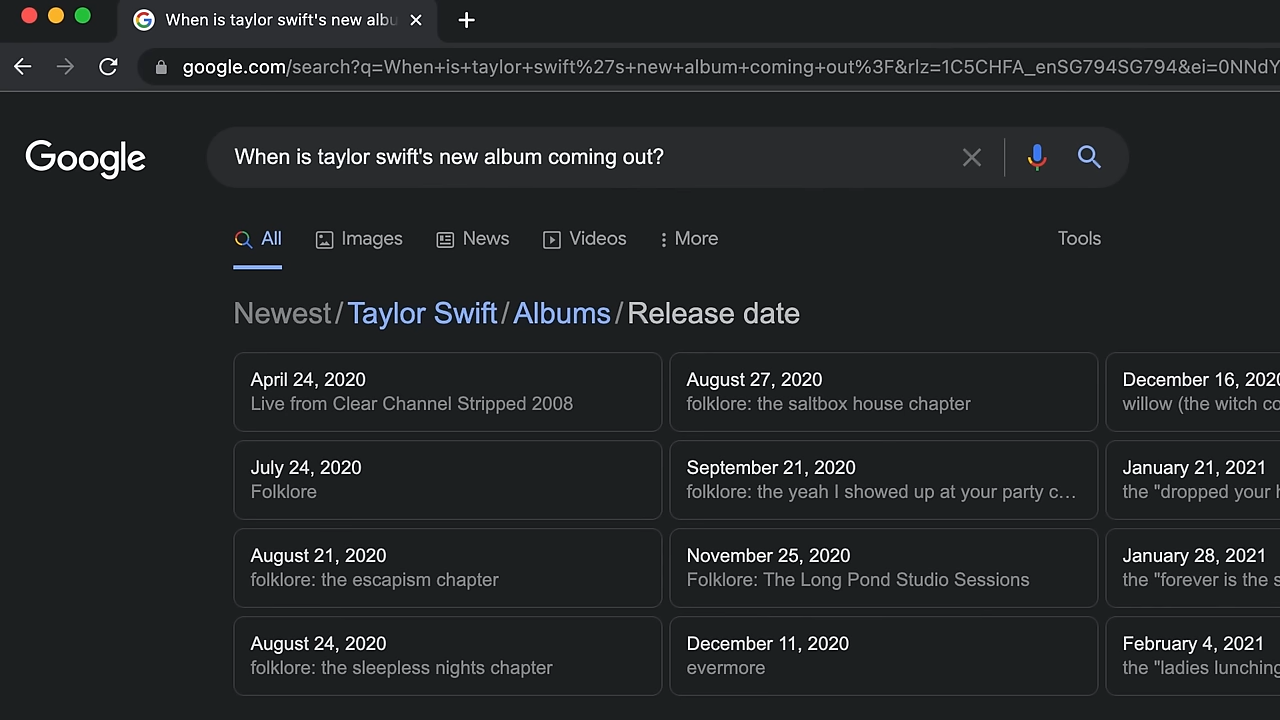 When is taylor swift's new albu
google.com/search?q=When+is+taylor+swift%27s+new+album+coming+out%3F&rlz=1C5CHFA_enSG794SG794&ei=0NNdY
Google
When is taylor swift's new album coming out?
All Images News Videos More Tools
Newest/Taylor Swift/Albums/Release date
April 24, 2020
Live from Clear Channel Stripped 2008
July 24, 2020
Folklore
August 21, 2020
folklore: the escapism chapter
August 24, 2020
folklore: the sleepless nights chapter
August 27, 2020
folklore: the saltbox house chapter
September 21, 2020
folklore: the yeah I showed up at your party c...
November 25, 2020
Folklore: The Long Pond Studio Sessions
December 11, 2020
evermore
December 16, 2020
willow (the witch co
January 21, 2021
the "dropped your h
January 28, 2021
the "forever is the s
February 4, 2021
the "ladies lunching